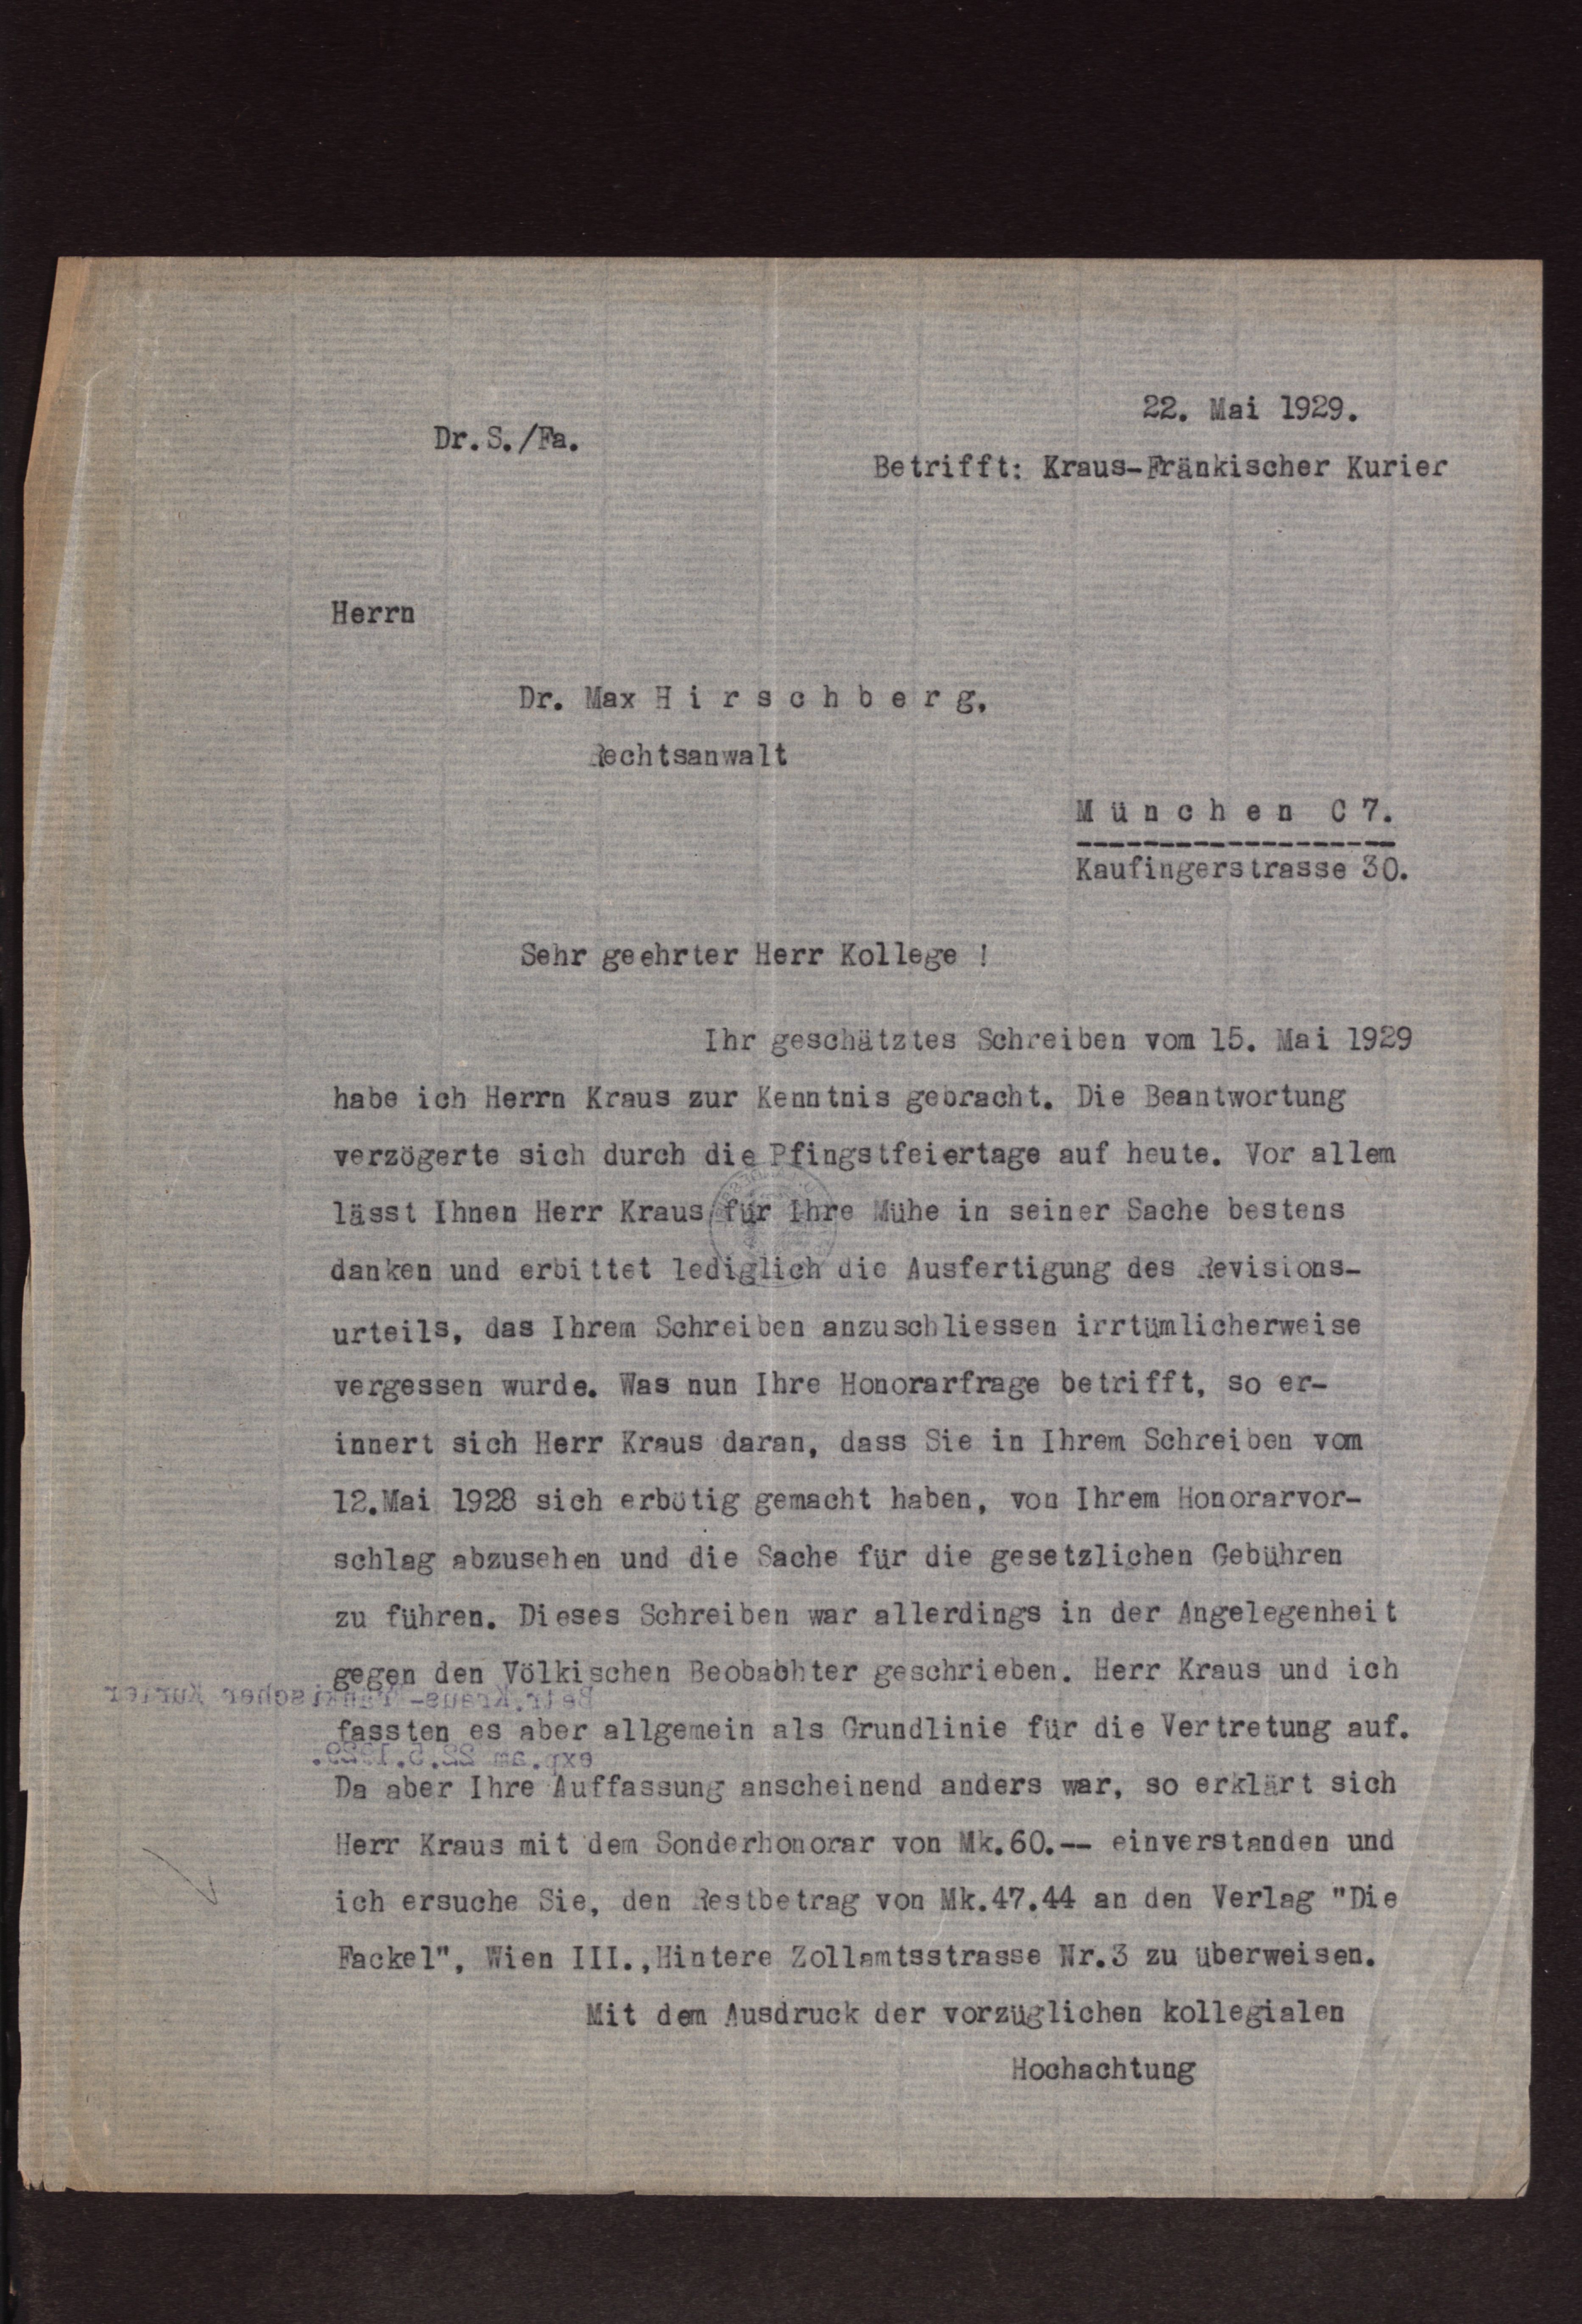 22. Mai 1929.
Dr.S./Fa.
Betrifft: Kraus-Fränkischer Kurier
Herrn
Dr. Max H i r s c h b e r g,
Rechtsanwalt
M ü n c h e n C 7.
Kaufingerstrasse 30.
Sehr geehrter Herr Kollege !
Ihr geschätztes Schreiben vom 15. Mai 1929
habe ich Herrn Kraus zur Kenntnis gebracht. Die Beantwortung
verzögerte sich durch die Pfingstfeiertage auf heute. Vor allem
lässt Ihnen Herr Kraus für Ihre Mühe in seiner Sache bestens
danken und erbittet lediglich die Ausfertigung des Revisions-
urteils, das Ihrem Schreiben anzuschliessen irrtümlicherweise
vergessen wurde. Was nun Ihre Honorarfrage betrifft, so er-
innert sich Herr Kraus daran, dass Sie in Ihrem Schreiben vom
12.Mai 1928 sich erbötig gemacht haben, von Ihrem Honorarvor-
schlag abzusehen und die Sache für die gesetzlichen Gebühren
zu führen. Dieses Schreiben war allerdings in der Angelegenheit
gegen den Völkischen Beobachter geschrieben. Herr Kraus und ich
Betr.Kraus-Fränkischer Kurier
fassten es aber allgemein als Grundlinie für die Vertretung auf.
exp.am 22.5.1929.
Da aber Ihre Auffassung anscheinend anders war, so erklärt sich
Herr Kraus mit dem Sonderhonorar von Mk.60.-- einverstanden und
ich ersuche Sie, den Restbetrag von Mk.47.44 an den Verlag "Die
Fackel", Wien III.,Hintere Zollamtsstrasse Nr.3 zu überweisen.
Mit dem Ausdruck der vorzüglichen kollegialen
Hochachtung